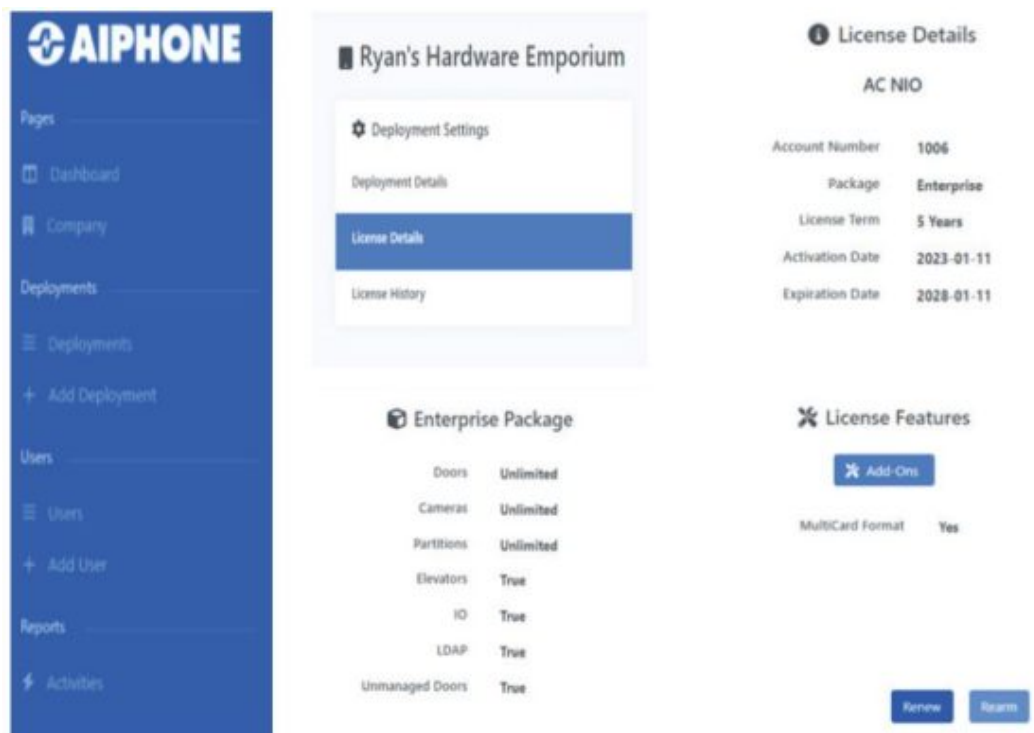 AIPHONE
Pages
Dashboard
Company
Deployments
Deployments
+ Add Deployment
Users
Users
+ Add User
Reports
Activities
Ryan's Hardware Emporium
Deployment Settings
Deployment Details
License Details
License History
License Details
AC NIO
Account Number 1006
Package Enterprise
License Term 5 Years
Activation Date 2023-01-11
Expiration Date 2028-01-11
Enterprise Package
Doors Unlimited
Cameras Unlimited
Partitions Unlimited
Elevators True
IO True
LDAP True
Unmanaged Doors True
License Features
Add-Ons
MultiCard Format Yes
Renew Rearm